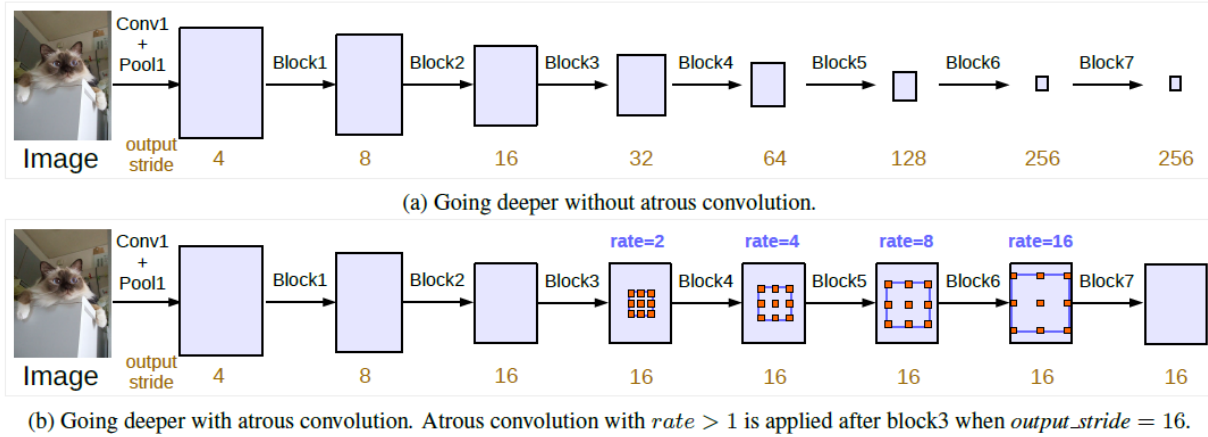 Conv1
+
Pool1
Block1 Block2 Block3 Block4 Block5 Block6 Block7
Image output stride 4 8 16 32 64 128 256 256
(a) Going deeper without atrous convolution.
rate=2 rate=4 rate=8 rate=16
Conv1
+
Pool1
Block1 Block2 Block3 Block4 Block5 Block6 Block7
Image output stride 4 8 16 16 16 16 16 16
(b) Going deeper with atrous convolution. Atrous convolution with rate > 1 is applied after block3 when output_stride = 16.